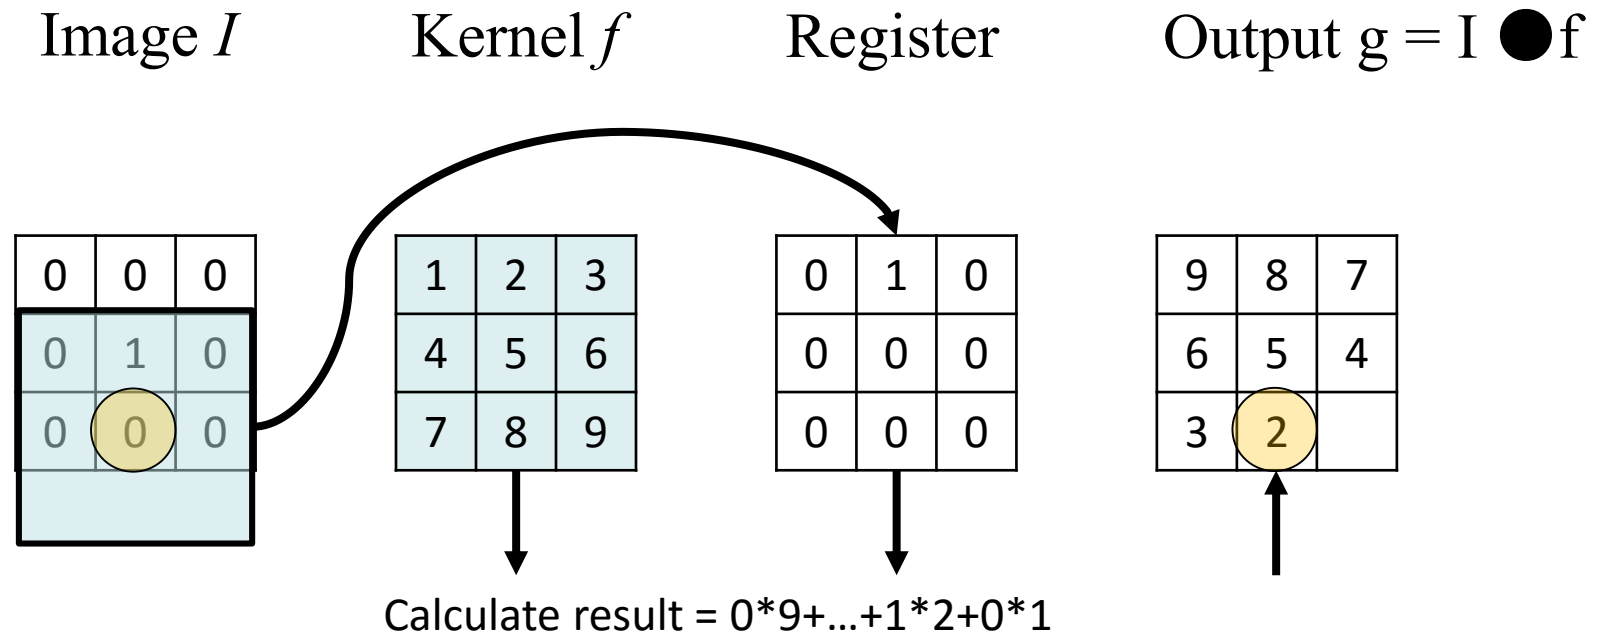 Image I Kernel f Register Output g = I ● f
0 0 0 1 2 3 0 1 0 9 8 7
0 1 0 4 5 6 0 0 0 6 5 4
0 0 0 7 8 9 0 0 0 3 2
Calculate result = 0*9+...+1*2+0*1